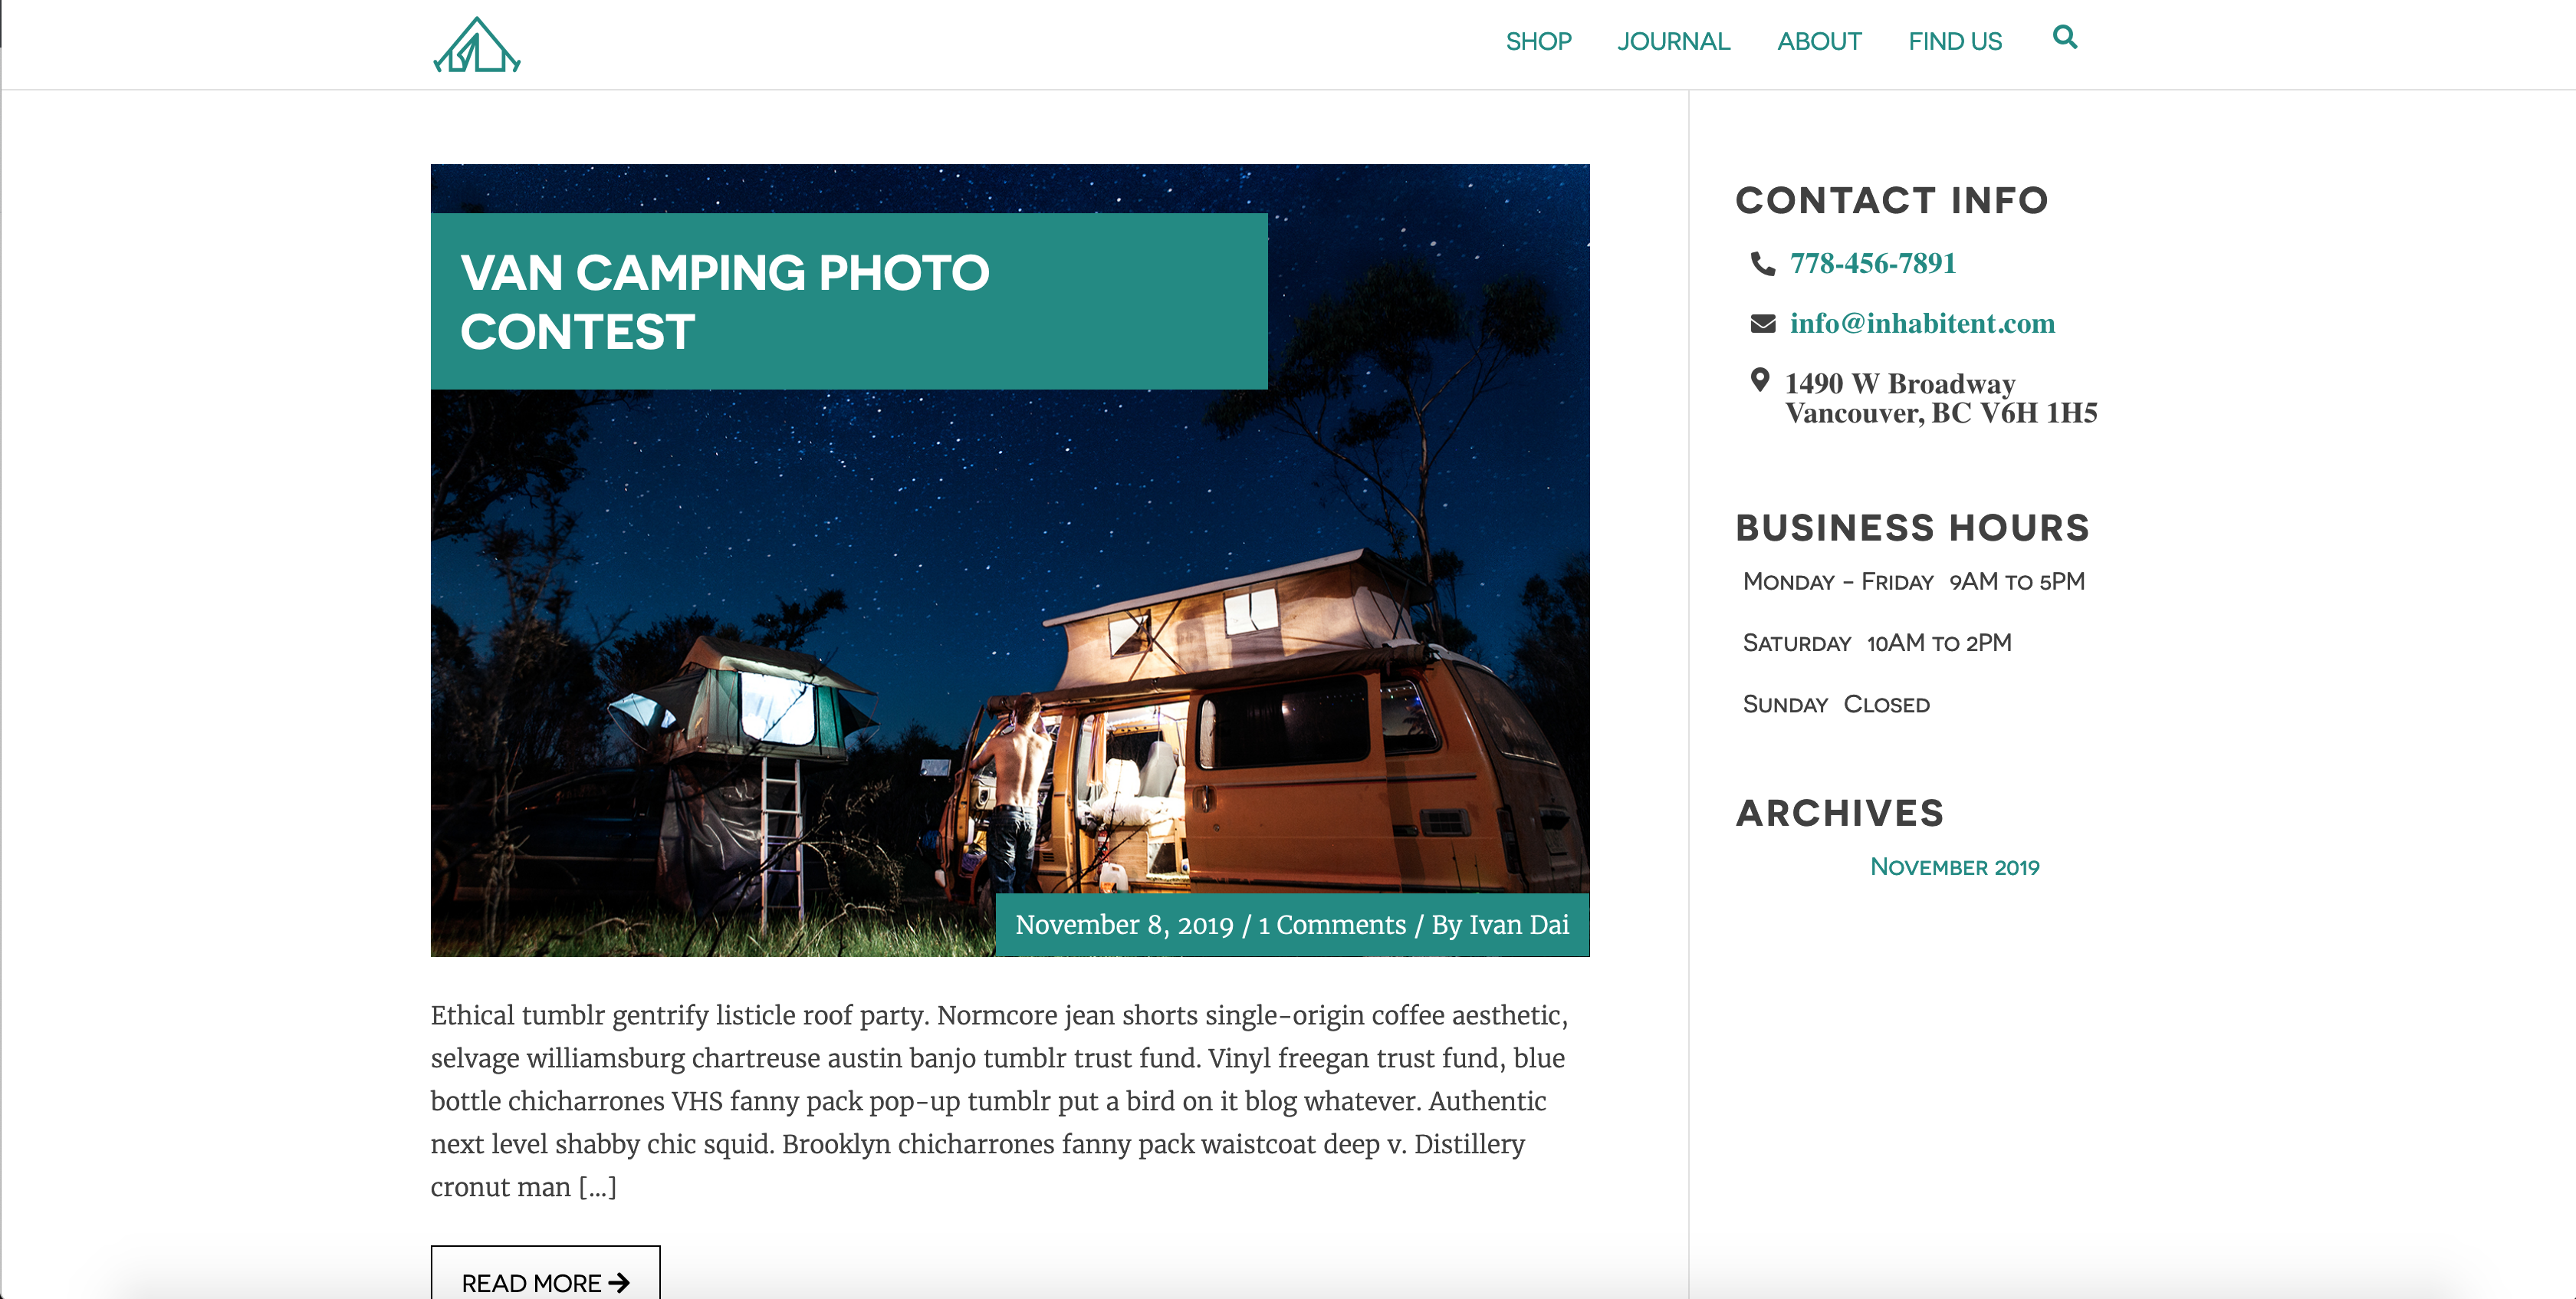 SHOP JOURNAL ABOUT FIND US
VAN CAMPING PHOTO
CONTEST
November 8, 2019 / 1 Comments / By Ivan Dai
Ethical tumblr gentrify listicle roof party. Normcore jean shorts single-origin coffee aesthetic,
selvage williamsburg chartreuse austin banjo tumblr trust fund. Vinyl freegan trust fund, blue
bottle chicharrones VHS fanny pack pop-up tumblr put a bird on it blog whatever. Authentic
next level shabby chic squid. Brooklyn chicharrones fanny pack waistcoat deep v. Distillery
cronut man [...]
READ MORE
CONTACT INFO
778-456-7891
info@inhabitent.com
1490 W Broadway
Vancouver, BC V6H 1H5
BUSINESS HOURS
Monday – Friday 9AM to 5PM
Saturday 10AM to 2PM
Sunday Closed
ARCHIVES
November 2019